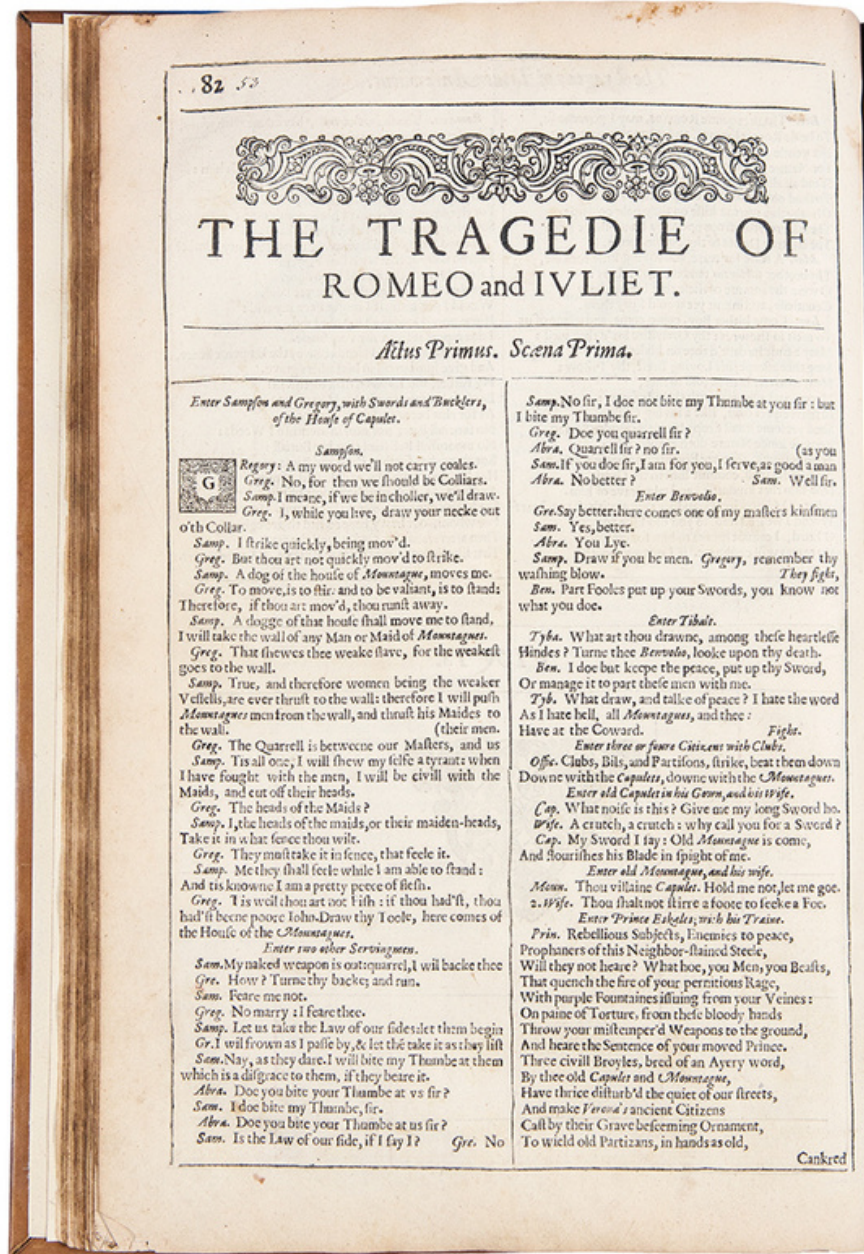 82 53
THE TRAGEDIE OF
ROMEO and IVLIET.
Actus Primus. Scæna Prima.
Enter Sampson and Gregory, with Swords and Bucklers,
of the House of Capulet.
Sampson.
GRegory: A my word we'll not carry coales.
Greg. No, for then we should be Colliars.
Samp. I meane, if we be in choller, we'll draw.
Greg. I, while you live, draw your necke out
o'th Collar.
Samp. I strike quickly, being mov'd.
Greg. But thou art not quickly mov'd to strike.
Samp. A dog of the house of Mountague, moves me.
Greg. To move, is to stir: and to be valiant, is to stand:
Therefore, if thou art mov'd, thou runst away.
Samp. A dogge of that house shall move me to stand,
I will take the wall of any Man or Maid of Mountagues.
Greg. That shewes thee weake slave, for the weakest
goes to the wall.
Samp. True, and therefore women being the weaker
Vessells, are ever thrust to the wall: therefore I will push
Mountagues men from the wall, and thrust his Maides to
the wall. (their men.
Greg. The Quarrell is betweene our Masters, and us
Samp. Tis all one, I will shew my selfe a tyrant: when
I have fought with the men, I will be civill with the
Maids, and cut off their heads.
Greg. The heads of the Maids?
Samp. I, the heads of the maids, or their maiden-heads,
Take it in what sence thou wilt.
Greg. They must take it in sence, that feele it.
Samp. Me they shall feele while I am able to stand:
And tis knowne I am a pretty peece of flesh.
Greg. Tis well thou art not Fish: if thou had'st, thou
had'st beene poore Iohn. Draw thy Toole, here comes of
the House of the Mountagues.
Enter two other Servingmen.
Sam. My naked weapon is out: quarrel, I wil backe thee
Gre. How? Turne thy backe, and run.
Sam. Feare me not.
Greg. No marry: I feare thee.
Samp. Let us take the Law of our sides: let them begin
Gr. I wil frown as I passe by, & let thē take it as they list
Sam. Nay, as they dare. I will bite my Thumbe at them
which is a disgrace to them, if they beare it.
Abra. Doe you bite your Thumbe at vs sir?
Sam. I doe bite my Thumbe, sir.
Abra. Doe you bite your Thumbe at us sir?
Sam. Is the Law of our side, if I say I? Gre. No
Samp. No sir, I doe not bite my Thumbe at you sir: but
I bite my Thumbe sir.
Greg. Doe you quarrell sir?
Abra. Quarrell sir? no sir. (as you
Sam. If you doe sir, I am for you, I serve, as good a man
Abra. No better? Sam. Well sir.
Enter Benvolio.
Gre. Say better: here comes one of my masters kinsmen
Sam. Yes, better.
Abra. You Lye.
Samp. Draw if you be men. Gregory, remember thy
washing blow. They fight,
Ben. Part Fooles put up your Swords, you know not
what you doe.
Enter Tibalt.
Tyba. What art thou drawne, among these heartlesse
Hindes? Turne thee Benvolio, looke upon thy death.
Ben. I doe but keepe the peace, put up thy Sword,
Or manage it to part these men with me.
Tyb. What draw, and talke of peace? I hate the word
As I hate hell, all Mountagues, and thee:
Have at the Coward. Fight.
Enter three or foure Citizens with Clubs.
Offic. Clubs, Bils, and Partisons, strike, beat them down
Downe with the Capulets, downe with the Mountagues.
Enter old Capulet in his Gown, and his Wife.
Cap. What noise is this? Give me my long Sword ho.
Wife. A crutch, a crutch: why call you for a Sword?
Cap. My Sword I say: Old Mountague is come,
And flourishes his Blade in spight of me.
Enter old Mountague, and his wife.
Moun. Thou villaine Capulet. Hold me not, let me goe.
2. Wife. Thou shalt not stirre a foote to seeke a Foe.
Enter Prince Eskales, with his Traine.
Prin. Rebellious Subjects, Enemies to peace,
Prophaners of this Neighbor-stained Steele,
Will they not heare? What hoe, you Men, you Beasts,
That quench the fire of your pernitious Rage,
With purple Fountaines issuing from your Veines:
On paine of Torture, from these bloody hands
Throw your mistemper'd Weapons to the ground,
And heare the Sentence of your moved Prince.
Three civill Broyles, bred of an Ayery word,
By thee old Capulet and Mountague,
Have thrice disturb'd the quiet of our streets,
And make Verona's ancient Citizens
Cast by their Grave beseeming Ornament,
To wield old Partizans, in hands as old,
Cankred